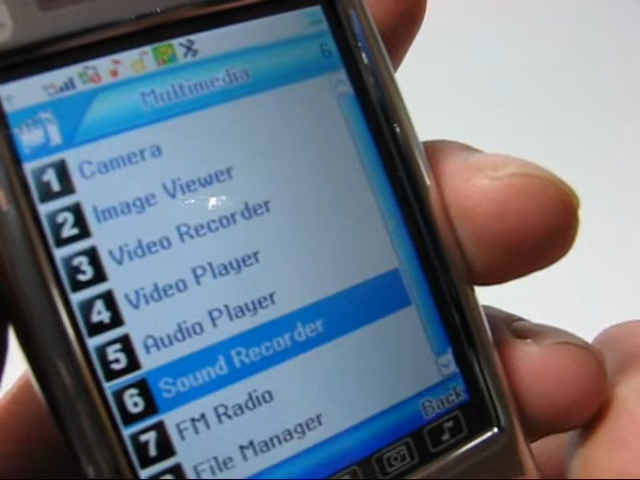 Multimedia 6
1 Camera
2 Image Viewer
3 Video Recorder
4 Video Player
5 Audio Player
6 Sound Recorder
7 FM Radio
File Manager
Back